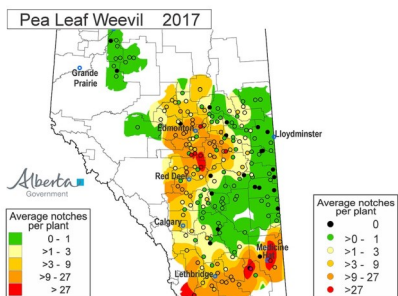 Pea Leaf Weevil 2017
Grande
Prairie
Edmonton
Lloydminster
Red Deer
Alberta
Government
Calgary
Medicine
Lethbridge
Average notches
per plant
0 - 1
>1 - 3
>3 - 9
>9 - 27
> 27
Average notches
per plant
0
>0 - 1
>1 - 3
>3 - 9
>9 - 27
>27